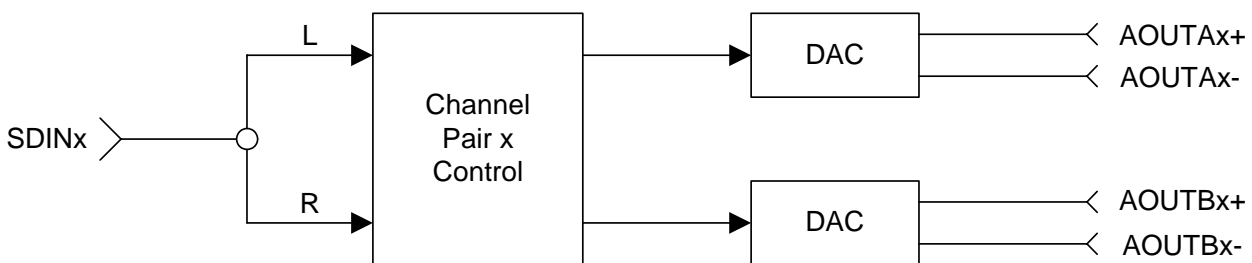 L
SDINx
R
Channel
Pair x
Control
DAC
AOUTAx+
AOUTAx-
DAC
AOUTBx+
AOUTBx-